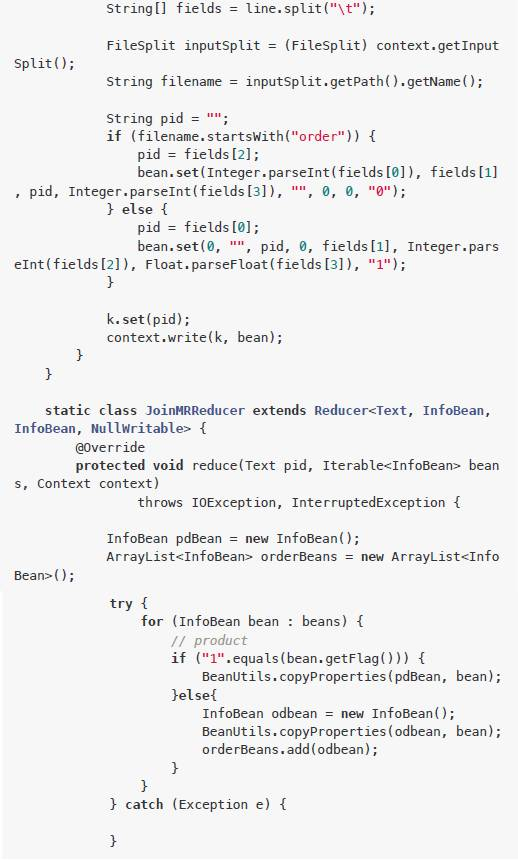 String[] fields = line.split("\t");
FileSplit inputSplit = (FileSplit) context.getInput
Split();
String filename = inputSplit.getPath().getName();
String pid = "";
if (filename.startsWith("order")) {
pid = fields[2];
bean.set(Integer.parseInt(fields[0]), fields[1]
, pid, Integer.parseInt(fields[3]), "", 0, 0, "0");
} else {
pid = fields[0];
bean.set(0, "", pid, 0, fields[1], Integer.pars
eInt(fields[2]), Float.parseFloat(fields[3]), "1");
}
k.set(pid);
context.write(k, bean);
}
}
static class JoinMRReducer extends Reducer<Text, InfoBean,
InfoBean, NullWritable> {
@Override
protected void reduce(Text pid, Iterable<InfoBean> bean
s, Context context)
throws IOException, InterruptedException {
InfoBean pdBean = new InfoBean();
ArrayList<InfoBean> orderBeans = new ArrayList<Info
Bean>();
try {
for (InfoBean bean : beans) {
// product
if ("1".equals(bean.getFlag())) {
BeanUtils.copyProperties(pdBean, bean);
}else{
InfoBean odbean = new InfoBean();
BeanUtils.copyProperties(odbean, bean);
orderBeans.add(odbean);
}
}
} catch (Exception e) {
}